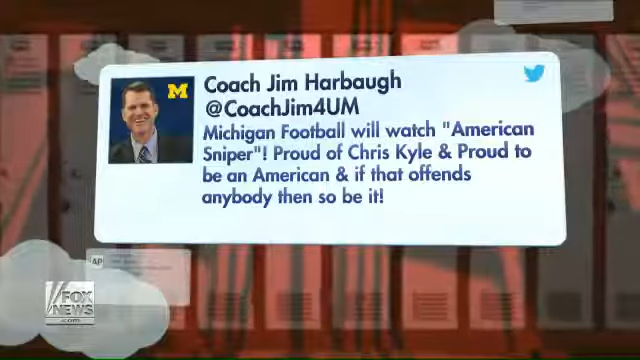 M
Coach Jim Harbaugh
@CoachJim4UM
Michigan Football will watch "American
Sniper"! Proud of Chris Kyle & Proud to
be an American & if that offends
anybody then so be it!
AP
FOX
NEWS
.com